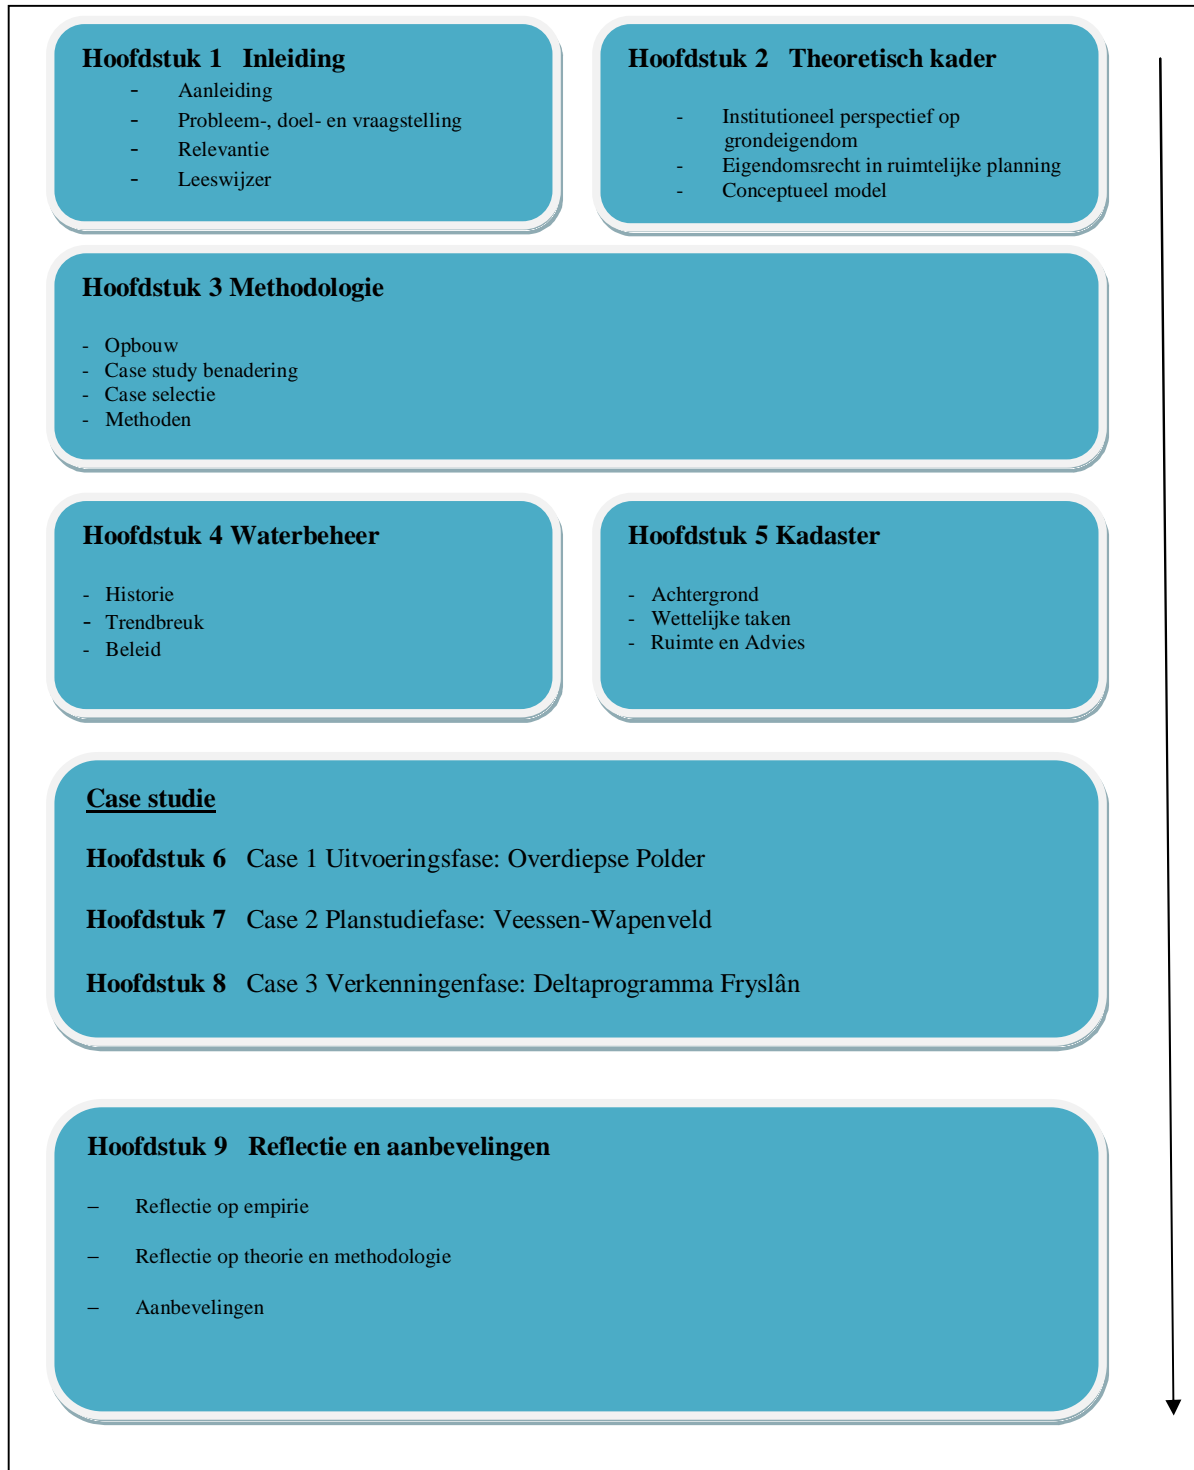 Hoofdstuk 1 Inleiding
- Aanleiding
- Probleem-, doel- en vraagstelling
- Relevantie
- Leeswijzer
Hoofdstuk 2 Theoretisch kader
- Institutioneel perspectief op
grondeigendom
- Eigendomsrecht in ruimtelijke planning
- Conceptueel model
Hoofdstuk 3 Methodologie
- Opbouw
- Case study benadering
- Case selectie
- Methoden
Hoofdstuk 4 Waterbeheer
- Historie
- Trendbreuk
- Beleid
Hoofdstuk 5 Kadaster
- Achtergrond
- Wettelijke taken
- Ruimte en Advies
Case studie
Hoofdstuk 6 Case 1 Uitvoeringsfase: Overdiepse Polder
Hoofdstuk 7 Case 2 Planstudiefase: Veessen-Wapenveld
Hoofdstuk 8 Case 3 Verkenningenfase: Deltaprogramma Fryslân
Hoofdstuk 9 Reflectie en aanbevelingen
– Reflectie op empirie
– Reflectie op theorie en methodologie
– Aanbevelingen